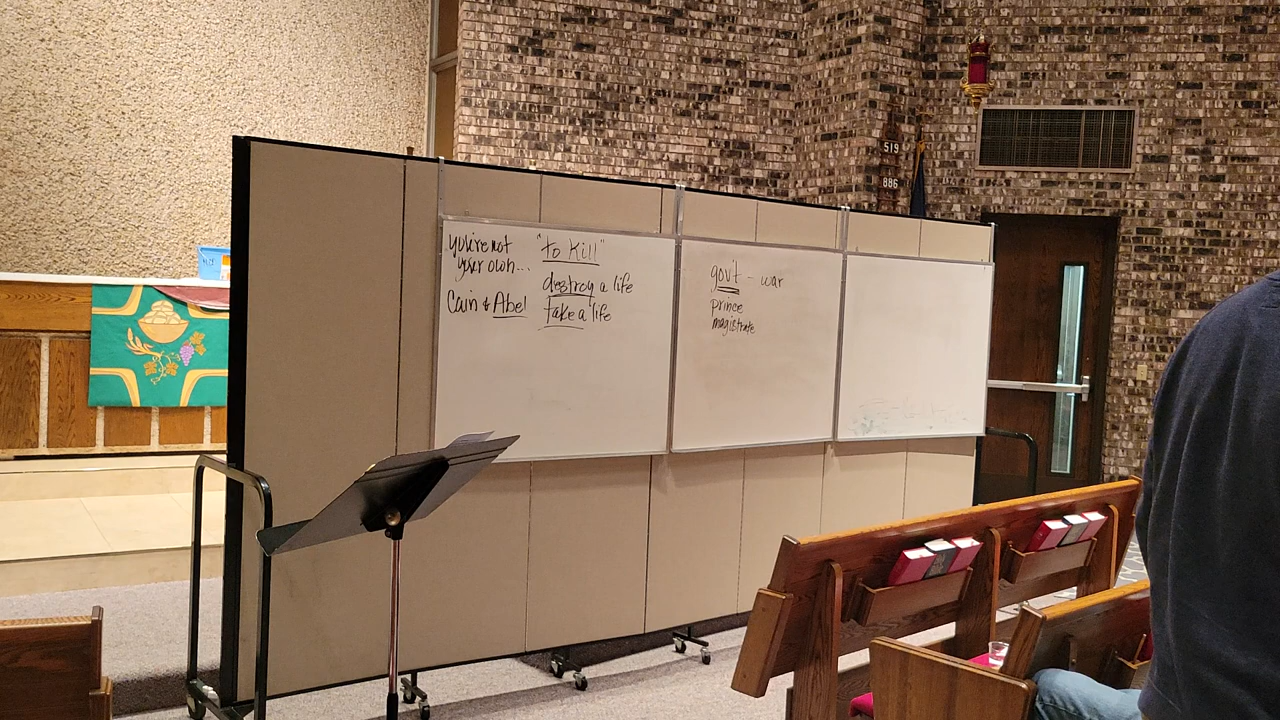 you're not
your own...
Cain & Abel
"to Kill"
destroy a life
take a life
gov't - war
prince
magistrate
519
886